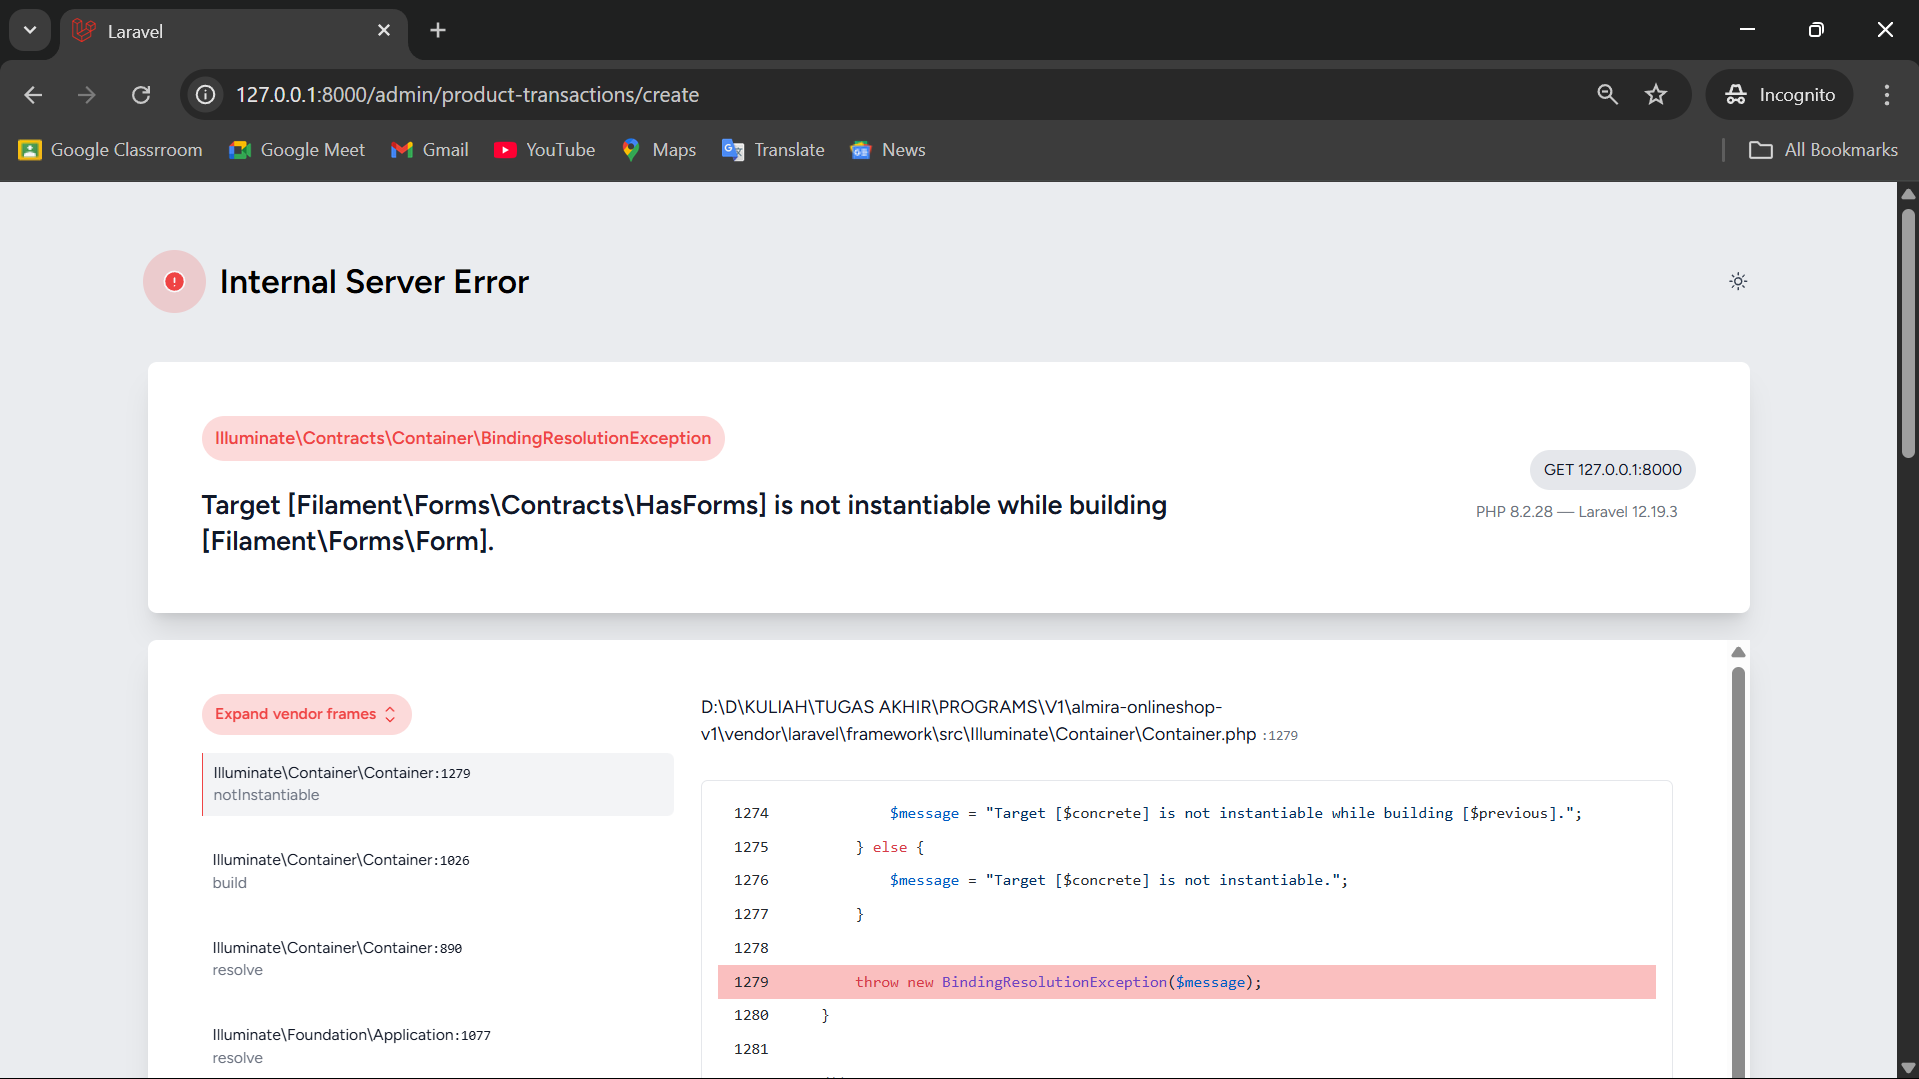 Laravel
127.0.0.1:8000/admin/product-transactions/create
Incognito
Google Classrroom
Google Meet
Gmail
YouTube
Maps
Translate
News
All Bookmarks
Internal Server Error
Illuminate\Contracts\Container\BindingResolutionException
GET 127.0.0.1:8000
Target [Filament\Forms\Contracts\HasForms] is not instantiable while building
[Filament\Forms\Form].
PHP 8.2.28 — Laravel 12.19.3
Expand vendor frames
Illuminate\Container\Container:1279
notInstantiable
Illuminate\Container\Container:1026
build
Illuminate\Container\Container:890
resolve
Illuminate\Foundation\Application:1077
resolve
D:\D\KULIAH\TUGAS AKHIR\PROGRAMS\V1\almira-onlineshop-
v1\vendor\laravel\framework\src\Illuminate\Container\Container.php :1279
1274 $message = "Target [$concrete] is not instantiable while building [$previous].";
1275 } else {
1276 $message = "Target [$concrete] is not instantiable.";
1277 }
1278
1279 throw new BindingResolutionException($message);
1280 }
1281